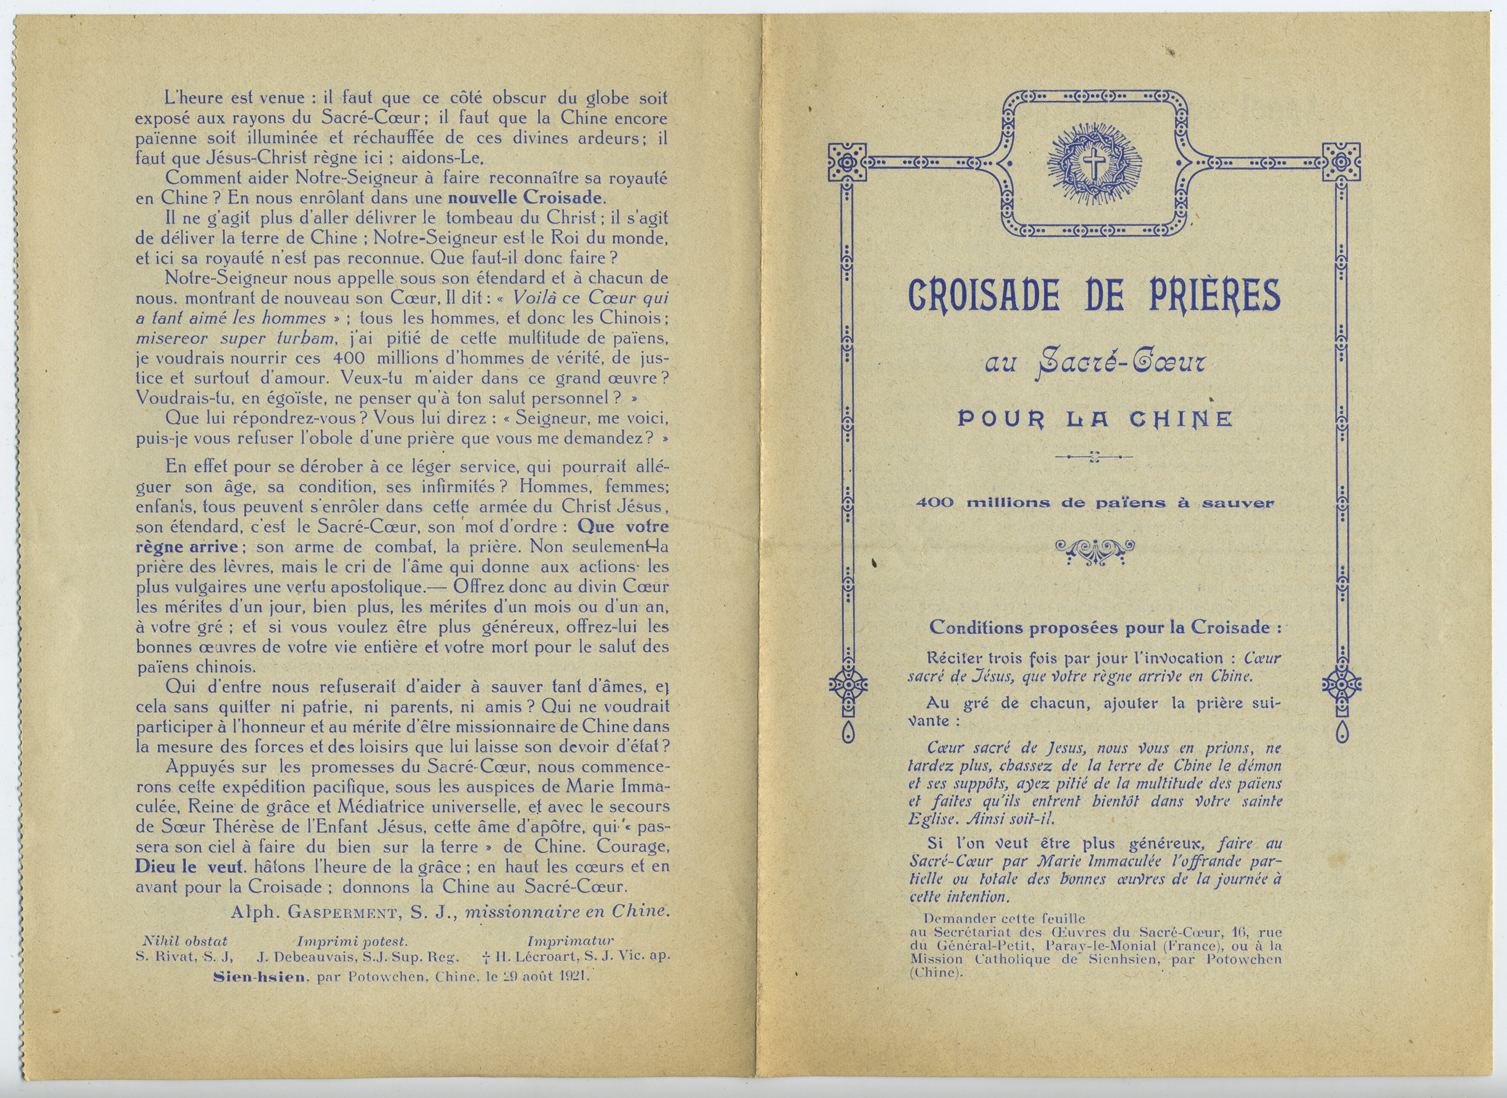 L'heure est venue : il faut que ce côté obscur du globe soit
exposé aux rayons du Sacré-Cœur ; il faut que la Chine encore
païenne soit illuminée et réchauffée de ces divines ardeurs ; il
faut que Jésus-Christ règne ici ; aidons-Le.
Comment aider Notre-Seigneur à faire reconnaître sa royauté
en Chine ? En nous enrôlant dans une nouvelle Croisade.
Il ne g'agit plus d'aller délivrer le tombeau du Christ ; il s'agit
de déliver la terre de Chine ; Notre-Seigneur est le Roi du monde,
et ici sa royauté n'est pas reconnue. Que faut-il donc faire ?
Notre-Seigneur nous appelle sous son étendard et à chacun de
nous. montrant de nouveau son Cœur, Il dit : « Voilà ce Cœur qui
a tant aimé les hommes » ; tous les hommes, et donc les Chinois ;
misereor super turbam, j'ai pitié de cette multitude de païens,
je voudrais nourrir ces 400 millions d'hommes de vérité, de jus-
tice et surtout d'amour. Veux-tu m'aider dans ce grand œuvre ?
Voudrais-tu, en égoïste, ne penser qu'à ton salut personnel ? »
Que lui répondrez-vous ? Vous lui direz : « Seigneur, me voici,
puis-je vous refuser l'obole d'une prière que vous me demandez ? »
En effet pour se dérober à ce léger service, qui pourrait allé-
guer son âge, sa condition, ses infirmités ? Hommes, femmes;
enfants, tous peuvent s'enrôler dans cette armée du Christ Jésus,
son étendard, c'est le Sacré-Cœur, son mot d'ordre : Que votre
règne arrive ; son arme de combat, la prière. Non seulement la
prière des lèvres, mais le cri de l'âme qui donne aux actions les
plus vulgaires une vertu apostolique.— Offrez donc au divin Cœur
les mérites d'un jour, bien plus, les mérites d'un mois ou d'un an,
à votre gré ; et si vous voulez être plus généreux, offrez-lui les
bonnes œuvres de votre vie entière et votre mort pour le salut des
païens chinois.
Qui d'entre nous refuserait d'aider à sauver tant d'âmes, et
cela sans quitter ni patrie, ni parents, ni amis ? Qui ne voudrait
participer à l'honneur et au mérite d'être missionnaire de Chine dans
la mesure des forces et des loisirs que lui laisse son devoir d'état ?
Appuyés sur les promesses du Sacré-Cœur, nous commence-
rons cette expédition pacifique, sous les auspices de Marie Imma-
culée, Reine de grâce et Médiatrice universelle, et avec le secours
de Sœur Thérèse de l'Enfant Jésus, cette âme d'apôtre, qui « pas-
sera son ciel à faire du bien sur la terre » de Chine. Courage,
Dieu le veut. hâtons l'heure de la grâce ; en haut les cœurs et en
avant pour la Croisade ; donnons la Chine au Sacré-Cœur.
Alph. GASPERMENT, S. J., missionnaire en Chine.
Nihil obstat Imprimi potest. Imprimatur
S. Rivat, S. J, J. Debeauvais, S.J. Sup. Reg. † H. Lécroart, S. J. Vic. ap.
Sien-hsien, par Potowchen, Chine. le 29 août 1921.
CROISADE DE PRIÈRES
au Sacré-Cœur
POUR LA CHINE
400 millions de païens à sauver
Conditions proposées pour la Croisade :
Réciter trois fois par jour l'invocation : Cœur
sacré de Jésus, que votre règne arrive en Chine.
Au gré de chacun, ajouter la prière sui-
vante :
Cœur sacré de Jesus, nous vous en prions, ne
tardez plus, chassez de la terre de Chine le démon
et ses suppôts, ayez pitié de la multitude des païens
et faites qu'ils entrent bientôt dans votre sainte
Eglise. Ainsi soit-il.
Si l'on veut être plus généreux, faire au
Sacré-Cœur par Marie Immaculée l'offrande par-
tielle ou totale des bonnes œuvres de la journée à
cette intention.
Demander cette feuille
au Secrétariat des Œuvres du Sacré-Cœur, 16, rue
du Général-Petit, Paray-le-Monial (France), ou à la
Mission Catholique de Sienhsien, par Potowchen
(Chine).